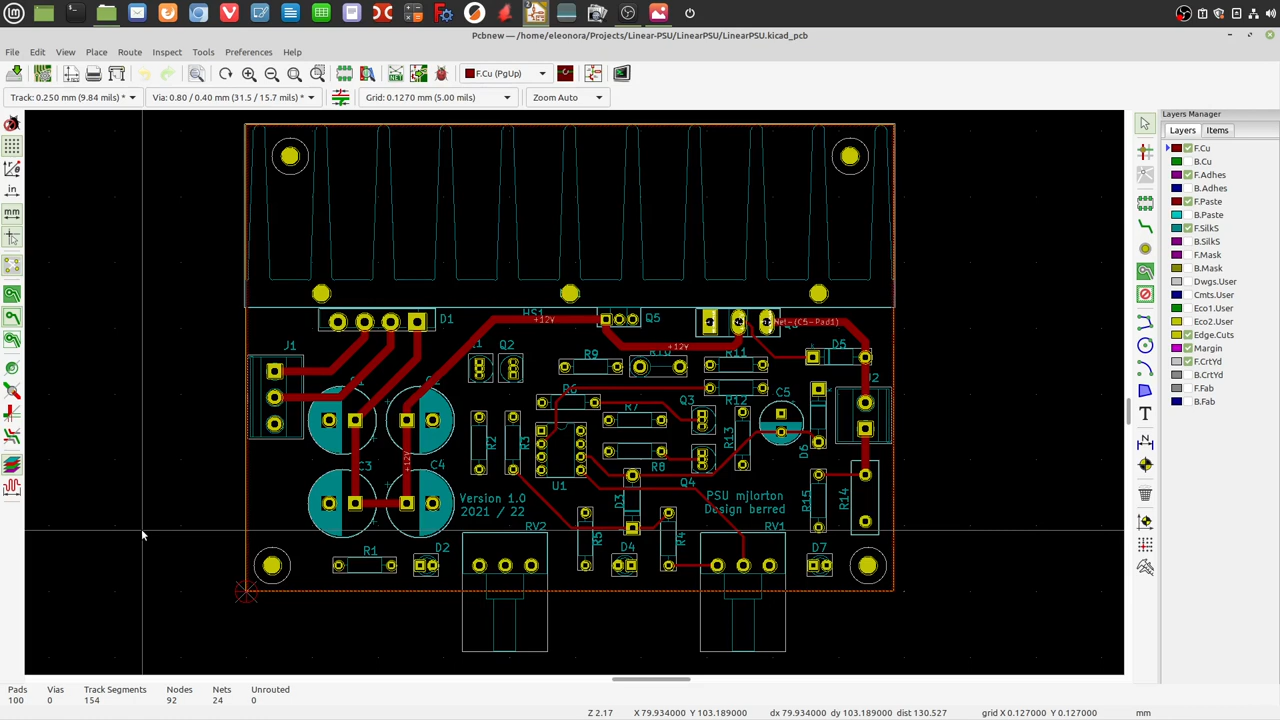 Pcbnew — /home/eleonora/Projects/Linear-PSU/LinearPSU/LinearPSU.kicad_pcb
File Edit View Place Route Inspect Tools Preferences Help
F.Cu (PgUp)
Track: 0.250 mm (9.84 mils) *
Via: 0.80 / 0.40 mm (31.5 / 15.7 mils) *
Grid: 0.1270 mm (5.00 mils)
Zoom Auto
in
mm
D1
HS1
+12V
Q5
Net-(C5-Pad1)
J1
Q2
R9
+12V
R11
D5
R6
R7
Q3
R12
C5
R2
R3
R13
D6
C3
+12V
C4
R8
U1
Q4
D3
R15
R14
Version 1.0
2021 / 22
PSU mjlorton
Design berred
RV2
R5
R4
RV1
R1
D2
D4
D7
Layers Manager
Layers Items
F.Cu
B.Cu
F.Adhes
B.Adhes
F.Paste
B.Paste
F.SilkS
B.SilkS
F.Mask
B.Mask
Dwgs.User
Cmts.User
Eco1.User
Eco2.User
Edge.Cuts
Margin
F.CrtYd
B.CrtYd
F.Fab
B.Fab
Pads Vias Track Segments Nodes Nets Unrouted
100 0 154 92 24 0
Z 2.17 X 79.934000 Y 103.189000 dx 79.934000 dy 103.189000 dist 130.527 grid X 0.127000 Y 0.127000 mm